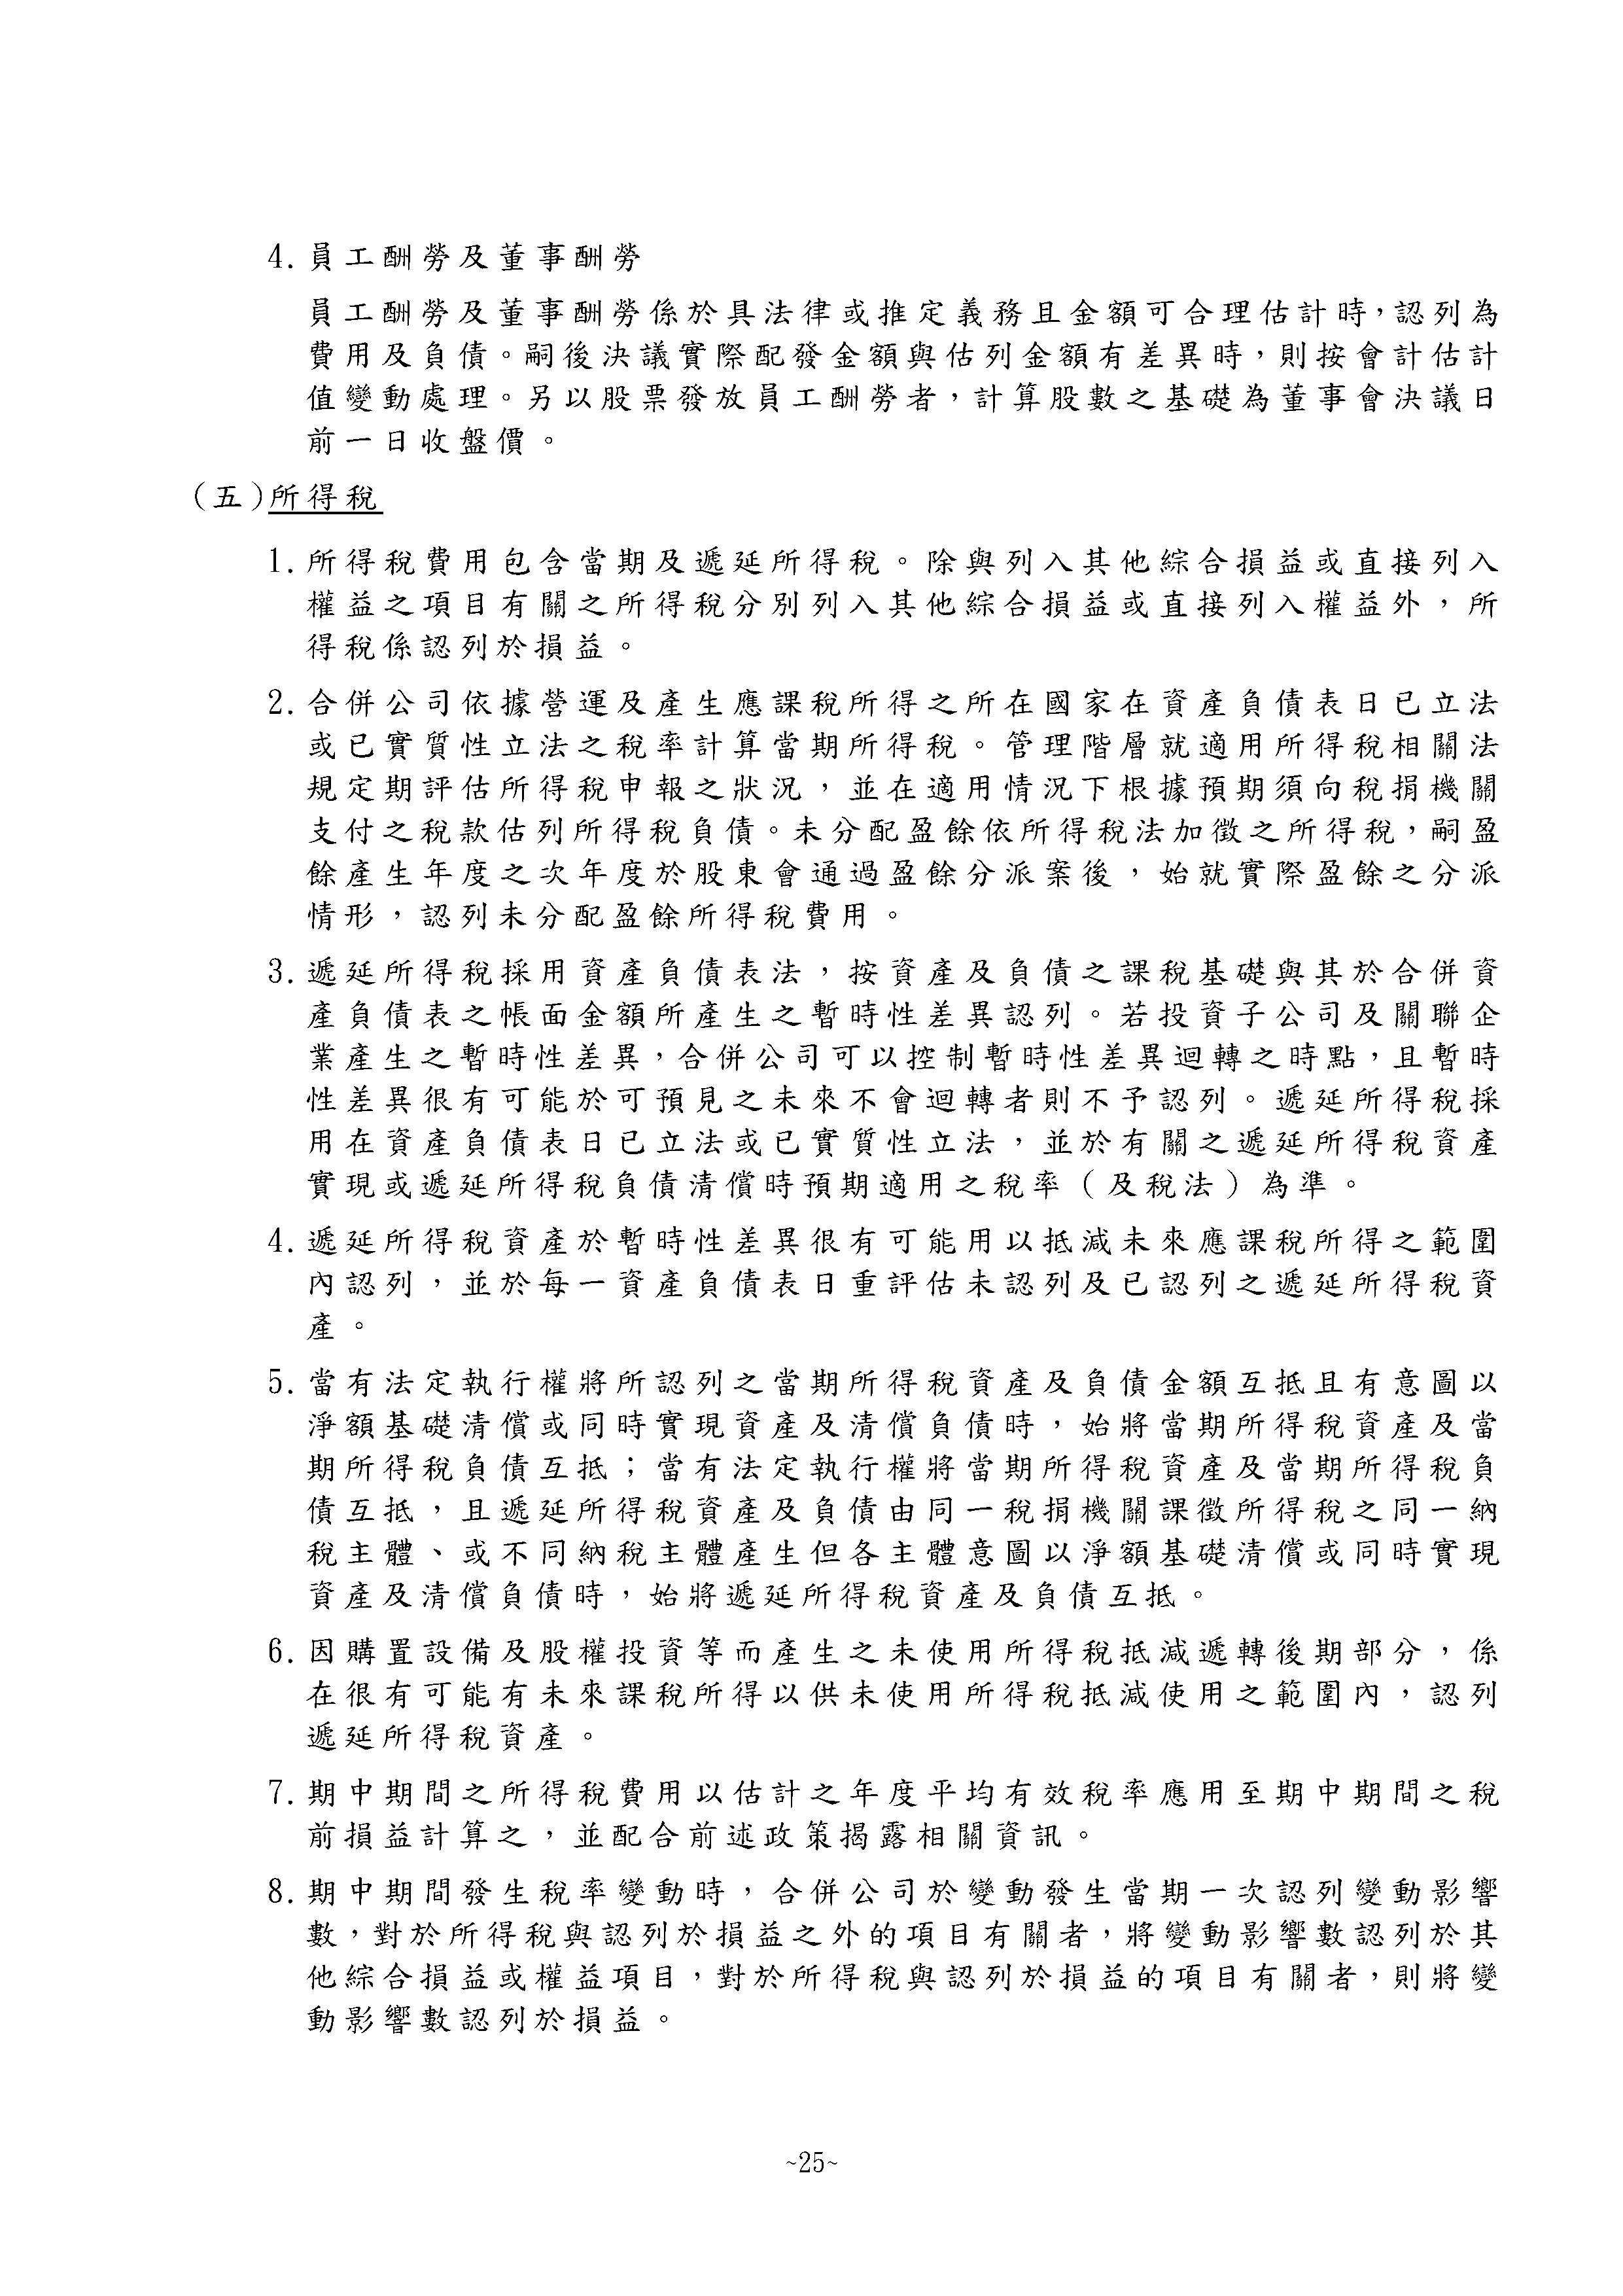 4.員工酬勞及董事酬勞
員工酬勞及董事酬勞係於具法律或推定義務且金額可合理估計時，認列為
費用及負債。嗣後決議實際配發金額與估列金額有差異時，則按會計估計
值變動處理。另以股票發放員工酬勞者，計算股數之基礎為董事會決議日
前一日收盤價。
(五)所得稅
1.所得稅費用包含當期及遞延所得稅。除與列入其他綜合損益或直接列入
權益之項目有關之所得稅分別列入其他綜合損益或直接列入權益外，所
得稅係認列於損益。
2.合併公司依據營運及產生應課稅所得之所在國家在資產負債表日已立法
或已實質性立法之稅率計算當期所得稅。管理階層就適用所得稅相關法
規定期評估所得稅申報之狀況，並在適用情況下根據預期須向稅捐機關
支付之稅款估列所得稅負債。未分配盈餘依所得稅法加徵之所得稅，嗣盈
餘產生年度之次年度於股東會通過盈餘分派案後，始就實際盈餘之分派
情形，認列未分配盈餘所得稅費用。
3.遞延所得稅採用資產負債表法，按資產及負債之課稅基礎與其於合併資
產負債表之帳面金額所產生之暫時性差異認列。若投資子公司及關聯企
業產生之暫時性差異，合併公司可以控制暫時性差異迴轉之時點，且暫時
性差異很有可能於可預見之未來不會迴轉者則不予認列。遞延所得稅採
用在資產負債表日已立法或已實質性立法，並於有關之遞延所得稅資產
實現或遞延所得稅負債清償時預期適用之稅率（及稅法）為準。
4.遞延所得稅資產於暫時性差異很有可能用以抵減未來應課稅所得之範圍
內認列，並於每一資產負債表日重評估未認列及已認列之遞延所得稅資
產。
5.當有法定執行權將所認列之當期所得稅資產及負債金額互抵且有意圖以
淨額基礎清償或同時實現資產及清償負債時，始將當期所得稅資產及當
期所得稅負債互抵；當有法定執行權將當期所得稅資產及當期所得稅負
債互抵，且遞延所得稅資產及負債由同一稅捐機關課徵所得稅之同一納
稅主體、或不同納稅主體產生但各主體意圖以淨額基礎清償或同時實現
資產及清償負債時，始將遞延所得稅資產及負債互抵。
6.因購置設備及股權投資等而產生之未使用所得稅抵減遞轉後期部分，係
在很有可能有未來課稅所得以供未使用所得稅抵減使用之範圍內，認列
遞延所得稅資產。
7.期中期間之所得稅費用以估計之年度平均有效稅率應用至期中期間之稅
前損益計算之，並配合前述政策揭露相關資訊。
8.期中期間發生稅率變動時，合併公司於變動發生當期一次認列變動影響
數，對於所得稅與認列於損益之外的項目有關者，將變動影響數認列於其
他綜合損益或權益項目，對於所得稅與認列於損益的項目有關者，則將變
動影響數認列於損益。
~25~